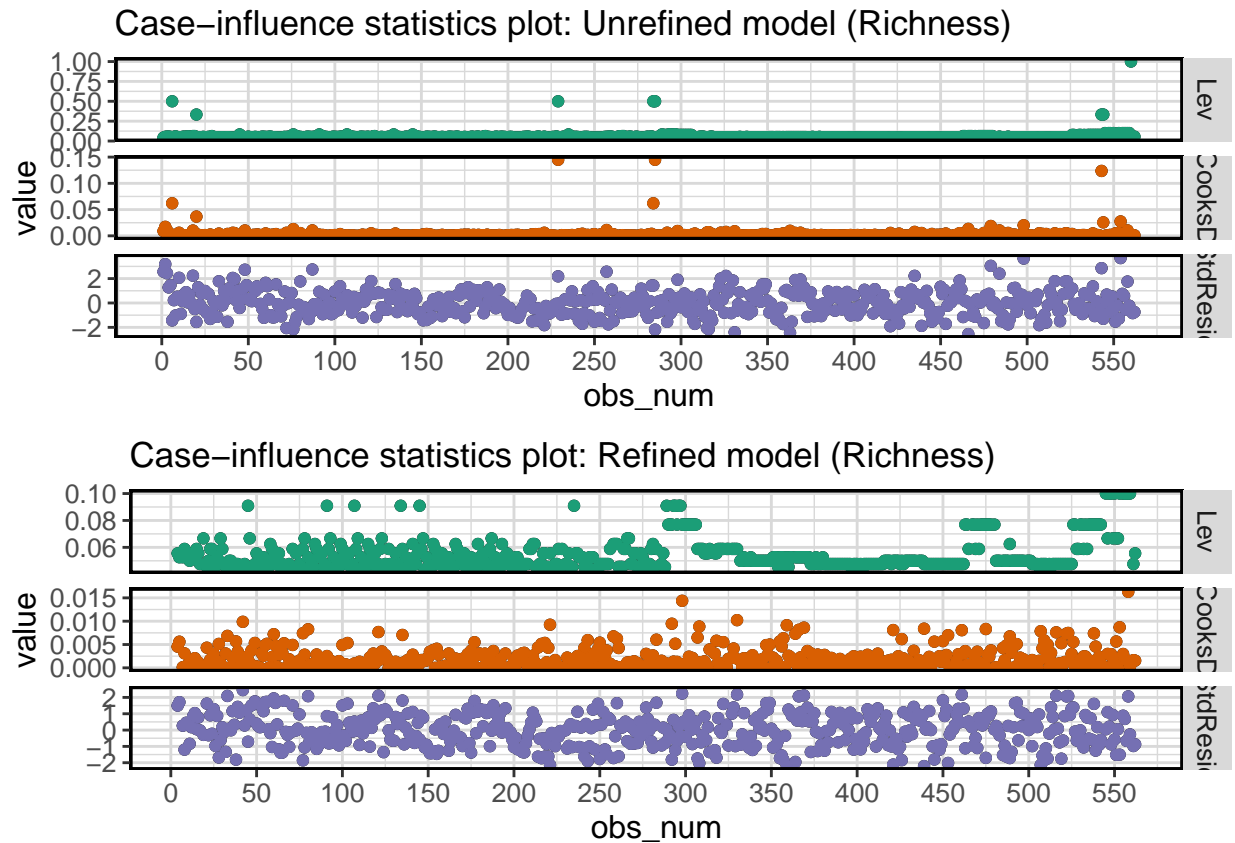 Case−influence statistics plot: Unrefined model (Richness)
1.00
0.75
0.50
0.25
0.00
Lev
0.15
0.10
0.05
0.00
CooksD
2
0
−2
StdResi
value
0 50 100 150 200 250 300 350 400 450 500 550
obs_num
Case−influence statistics plot: Refined model (Richness)
0.10
0.08
0.06
Lev
0.015
0.010
0.005
0.000
CooksD
2
1
0
−1
−2
StdResi
value
0 50 100 150 200 250 300 350 400 450 500 550
obs_num